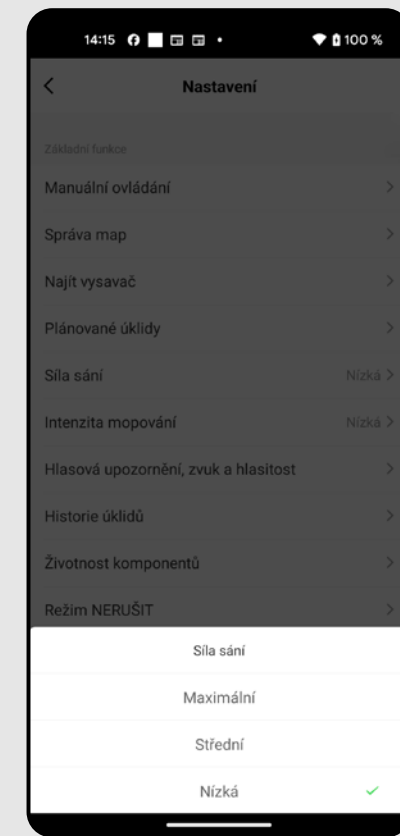 14:15 100 %
Nastavení
Základní funkce
Manuální ovládání
Správa map
Najít vysavač
Plánované úklidy
Síla sání Nízká
Intenzita mopování Nízká
Hlasová upozornění, zvuk a hlasitost
Historie úklidů
Životnost komponentů
Režim NERUŠIT
Síla sání
Maximální
Střední
Nízká